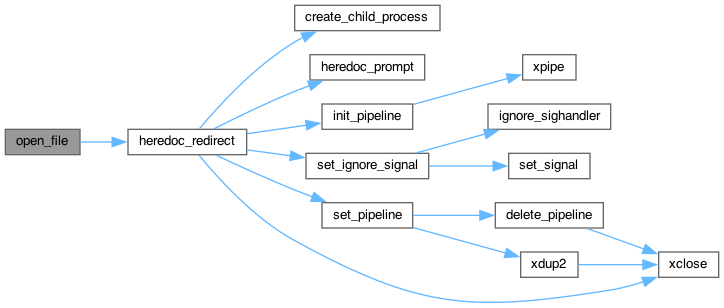 open_file
heredoc_redirect
create_child_process
heredoc_prompt
init_pipeline
xpipe
set_ignore_signal
ignore_sighandler
set_signal
set_pipeline
delete_pipeline
xdup2
xclose